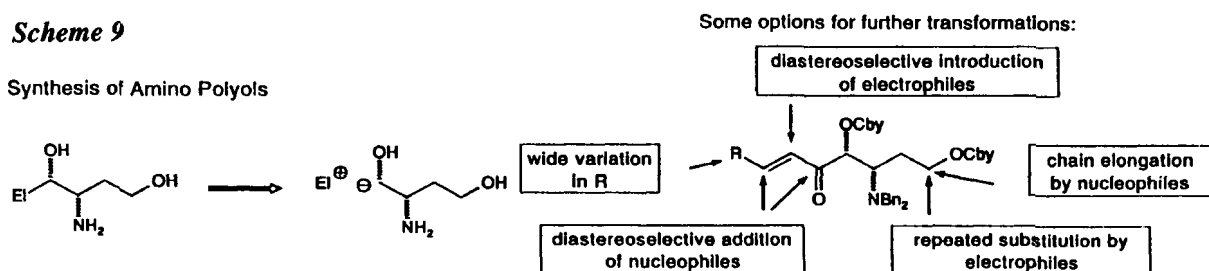 Scheme 9
Some options for further transformations:
diastereoselective introduction
of electrophiles
Synthesis of Amino Polyols
OH
El
OH
NH2
El⊕
OH
⊖
OH
NH2
wide variation
in R
R
O
OCby
NBn2
OCby
chain elongation
by nucleophiles
diastereoselective addition
of nucleophiles
repeated substitution by
electrophiles